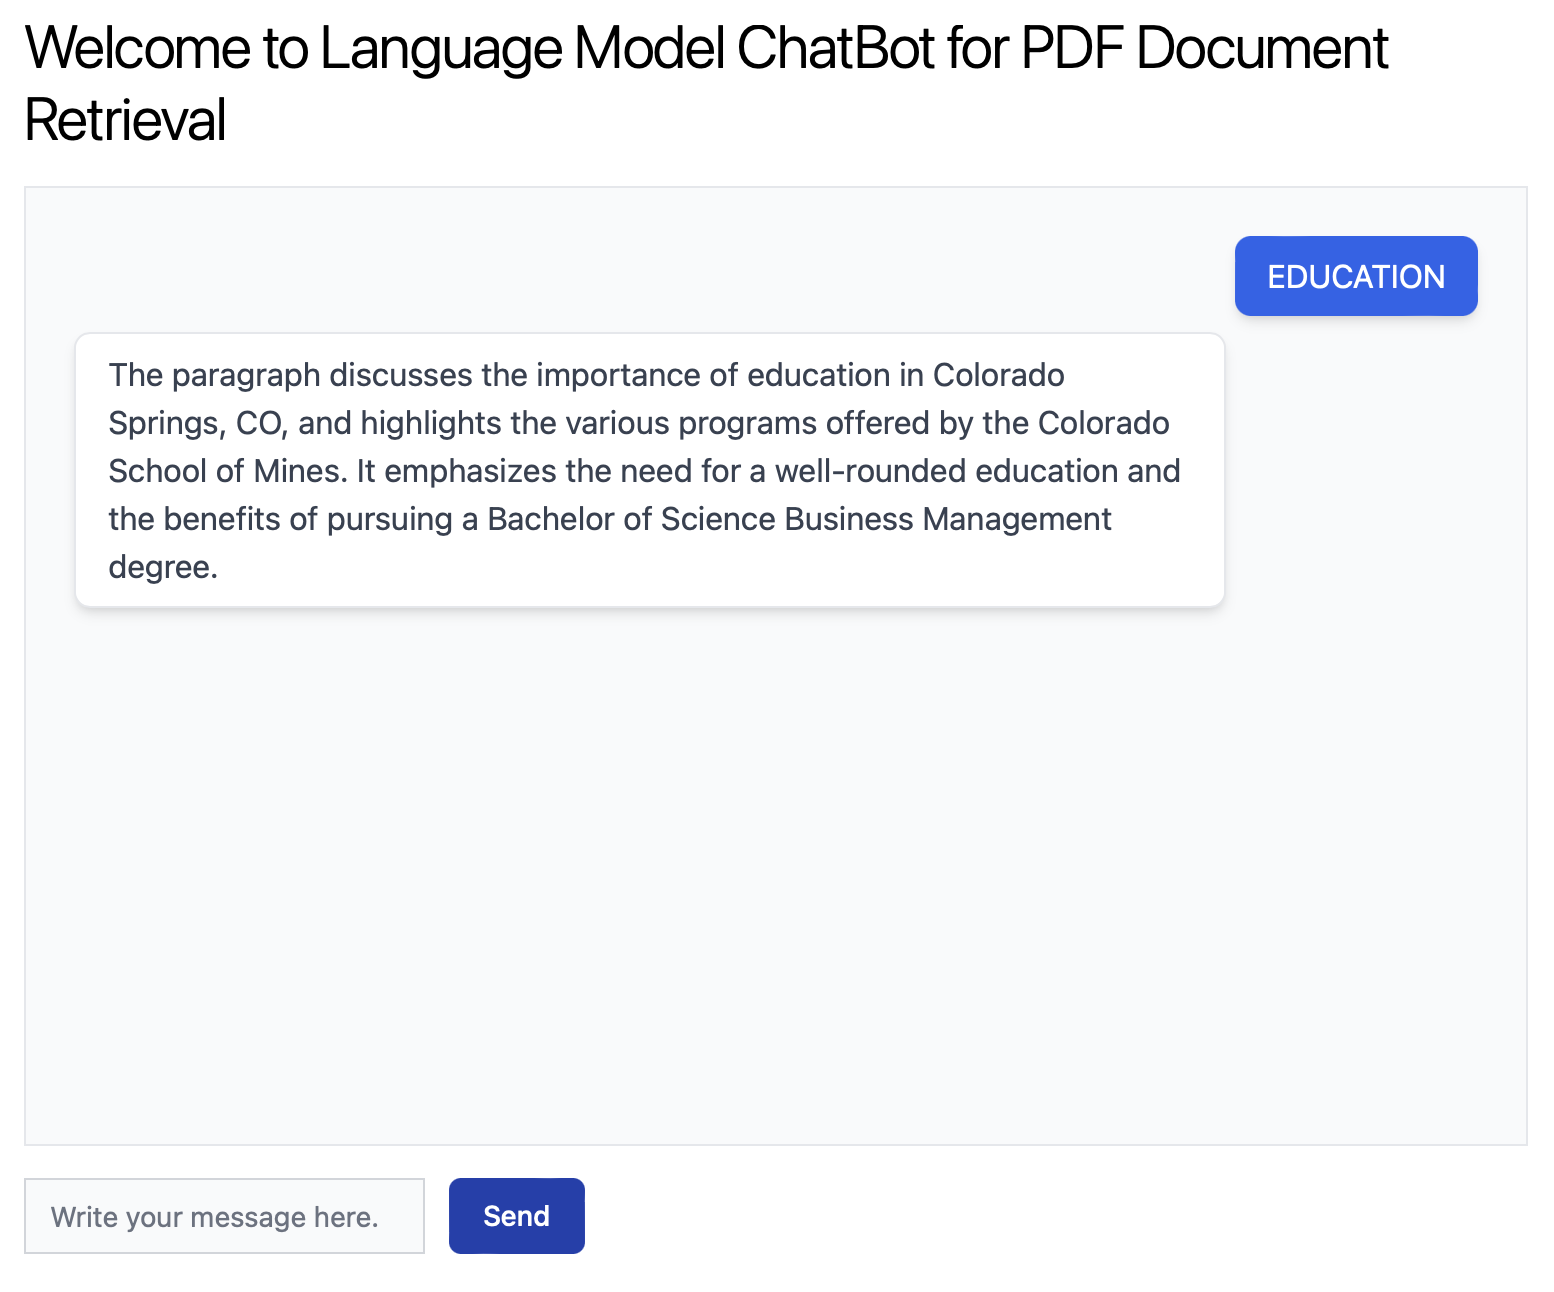 Welcome to Language Model ChatBot for PDF Document
Retrieval
EDUCATION
The paragraph discusses the importance of education in Colorado
Springs, CO, and highlights the various programs offered by the Colorado
School of Mines. It emphasizes the need for a well-rounded education and
the benefits of pursuing a Bachelor of Science Business Management
degree.
Write your message here.
Send